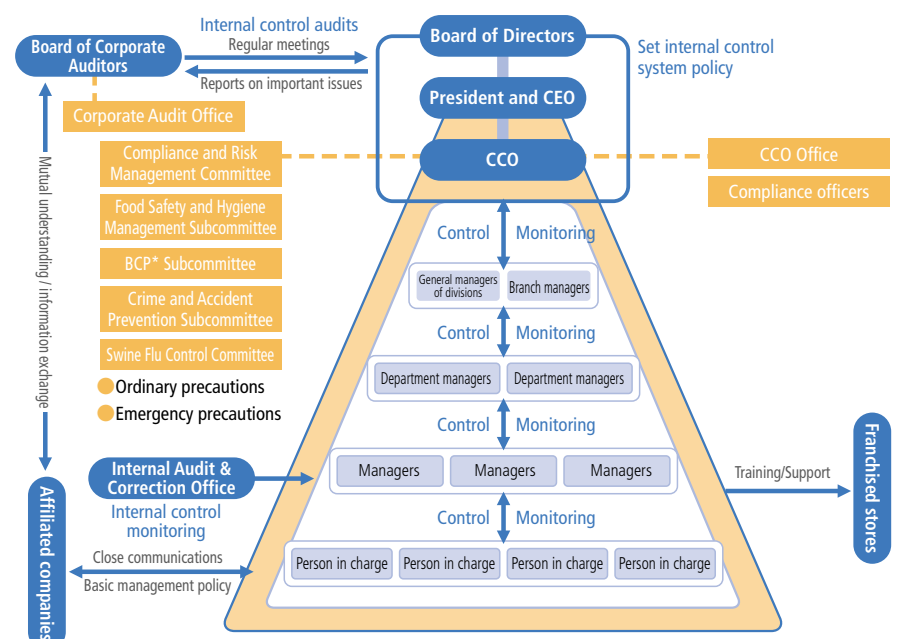 Internal control audits
Board of Corporate
Auditors
Regular meetings
Reports on important issues
Board of Directors
Set internal control
system policy
President and CEO
Corporate Audit Office
Compliance and Risk
Management Committee
CCO
CCO Office
Compliance officers
Food Safety and Hygiene
Management Subcommittee
BCP* Subcommittee
Crime and Accident
Prevention Subcommittee
Swine Flu Control Committee
Ordinary precautions
Emergency precautions
Mutual understanding / information exchange
Control Monitoring
General managers
of divisions
Branch managers
Control Monitoring
Department managers
Department managers
Control Monitoring
Managers
Managers
Managers
Control Monitoring
Person in charge
Person in charge
Person in charge
Person in charge
Internal Audit &
Correction Office
Internal control
monitoring
Close communications
Basic management policy
Affiliated companies
Training/Support
Franchised stores